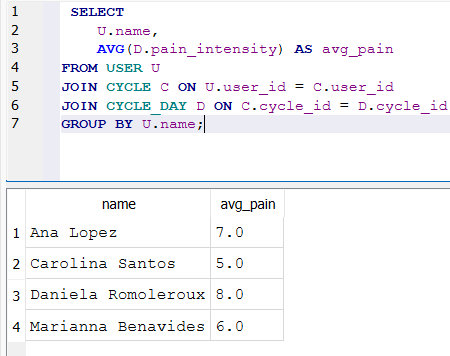 1 SELECT
2 U.name,
3 AVG(D.pain_intensity) AS avg_pain
4 FROM USER U
5 JOIN CYCLE C ON U.user_id = C.user_id
6 JOIN CYCLE_DAY D ON C.cycle_id = D.cycle_id
7 GROUP BY U.name;
name avg_pain
1 Ana Lopez 7.0
2 Carolina Santos 5.0
3 Daniela Romoleroux 8.0
4 Marianna Benavides 6.0